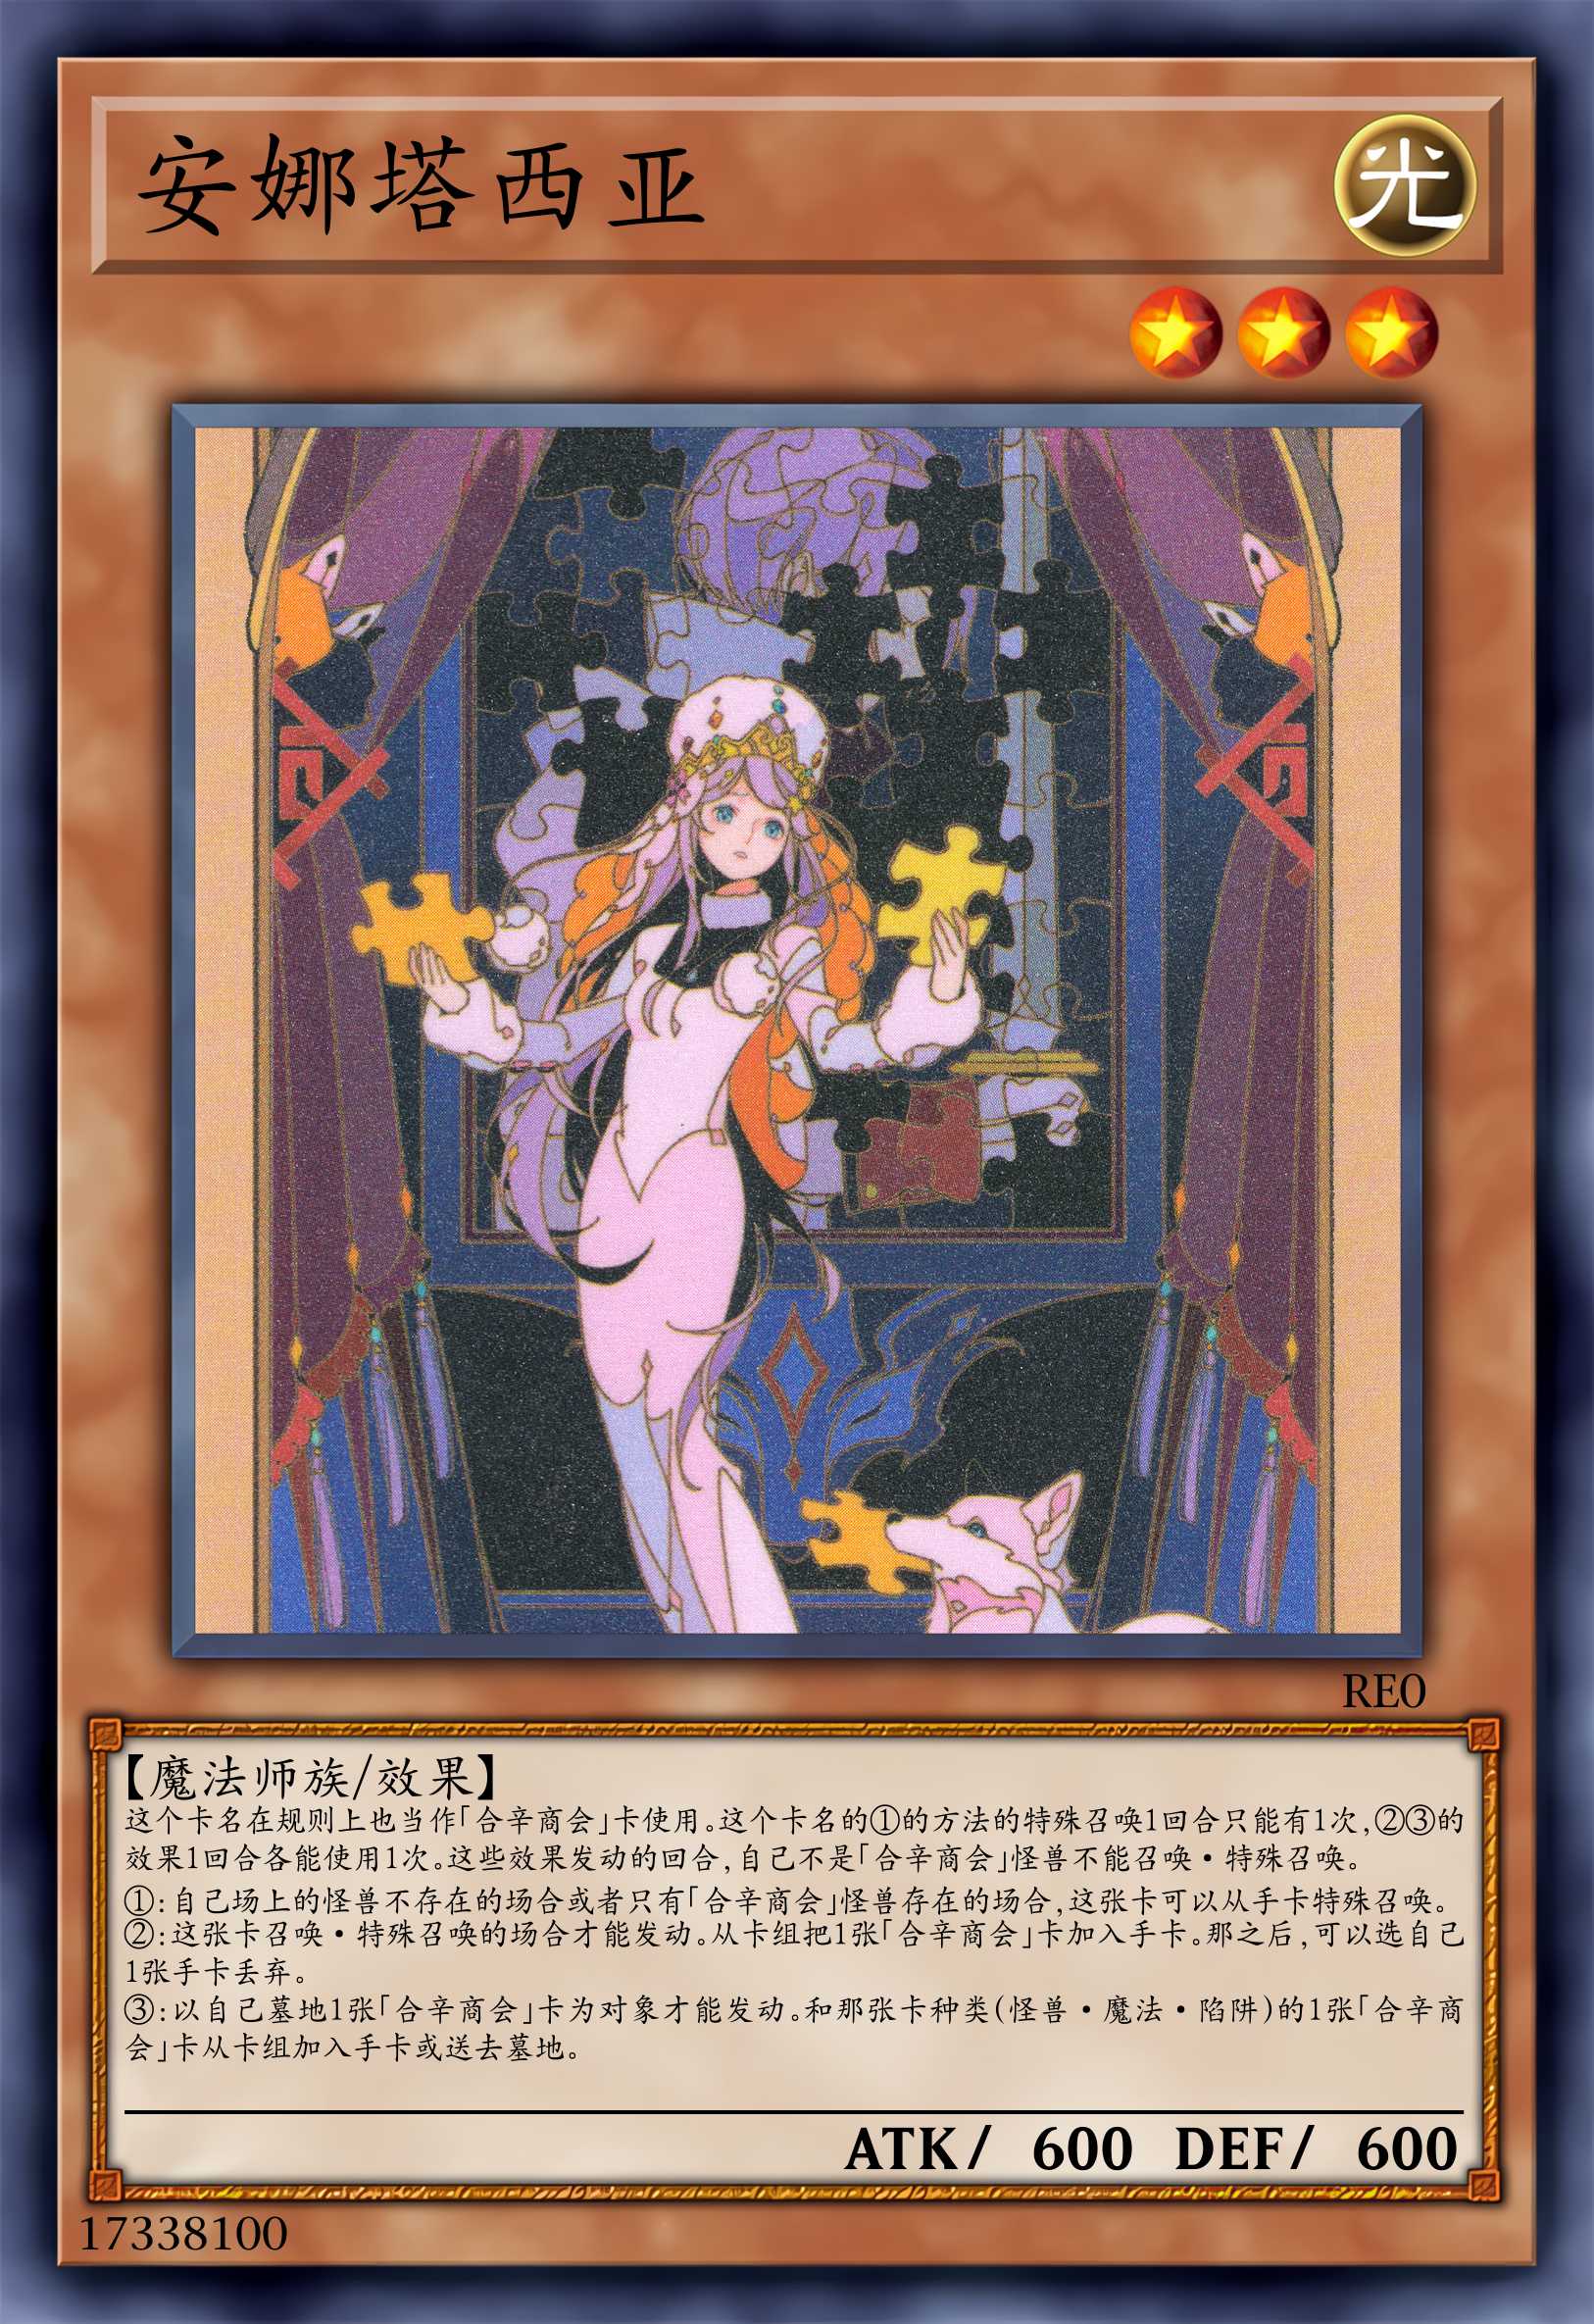 安娜塔西亚
光
RE0
【魔法师族/效果】
这个卡名在规则上也当作「合辛商会」卡使用。这个卡名的①的方法的特殊召唤1回合只能有1次,②③的
效果1回合各能使用1次。这些效果发动的回合,自己不是「合辛商会」怪兽不能召唤·特殊召唤。
①:自己场上的怪兽不存在的场合或者只有「合辛商会」怪兽存在的场合,这张卡可以从手卡特殊召唤。
②:这张卡召唤·特殊召唤的场合才能发动。从卡组把1张「合辛商会」卡加入手卡。那之后,可以选自己
1张手卡丢弃。
③:以自己墓地1张「合辛商会」卡为对象才能发动。和那张卡种类(怪兽·魔法·陷阱)的1张「合辛商
会」卡从卡组加入手卡或送去墓地。
ATK/ 600 DEF/ 600
17338100